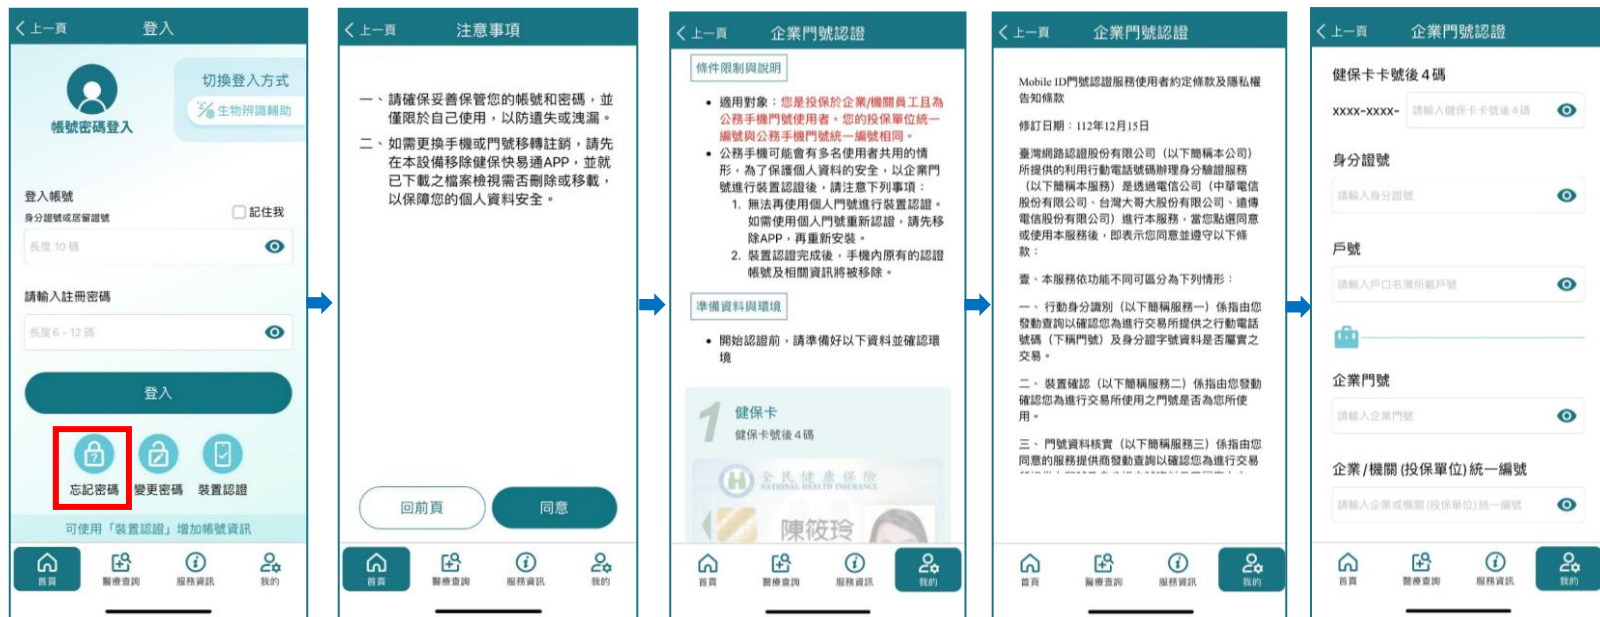 上一頁
登入
帳號密碼登入
切換登入方式
生物辨識輔助
登入帳號
身分證號或居留證號
記住我
長度 10 碼
請輸入註冊密碼
長度 6 - 12 碼
登入
忘記密碼
變更密碼
裝置認證
可使用「裝置認證」增加帳號資訊
首頁
醫療查詢
服務資訊
我的
上一頁
注意事項
一、請確保妥善保管您的帳號和密碼，並
僅限於自己使用，以防遺失或洩漏。
二、如需更換手機或門號移轉註銷，請先
在本設備移除健保快易通APP，並就
已下載之檔案檢視需否刪除或移載，
以保障您的個人資料安全。
回前頁
同意
首頁
醫療查詢
服務資訊
我的
上一頁
企業門號認證
條件限制與說明
• 適用對象：您是投保於企業/機關員工且為
公務手機門號使用者。您的投保單位統一
編號與公務手機門號統一編號相同。
• 公務手機可能會有多名使用者共用的情
形，為了保護個人資料的安全，以企業門
號進行裝置認證後，請注意下列事項：
1. 無法再使用個人門號進行裝置認證。
如需使用個人門號重新認證，請先移
除APP，再重新安裝。
2. 裝置認證完成後，手機內原有的認證
帳號及相關資訊將被移除。
準備資料與環境
• 開始認證前，請準備好以下資料並確認環
境
1
健保卡
健保卡號後4碼
全民健康保險
NATIONAL HEALTH INSURANCE
陳筱玲
首頁
醫療查詢
服務資訊
我的
上一頁
企業門號認證
Mobile ID門號認證服務使用者約定條款及隱私權
告知條款
修訂日期：112年12月15日
臺灣網路認證股份有限公司（以下簡稱本公司）
所提供的利用行動電話號碼辦理身分驗證服務
（以下簡稱本服務）是透過電信公司（中華電信
股份有限公司、台灣大哥大股份有限公司、遠傳
電信股份有限公司）進行本服務，當您點選同意
或使用本服務後，即表示您同意並遵守以下條
款：
壹、本服務依功能不同可區分為下列情形：
一、 行動身分識別（以下簡稱服務一）係指由您
發動查詢以確認您為進行交易所提供之行動電話
號碼（下稱門號）及身分證字號資料是否屬實之
交易。
二、 裝置確認（以下簡稱服務二）係指由您發動
確認您為進行交易所使用之門號是否為您所使
用。
三、 門號資料核實（以下簡稱服務三）係指由您
同意的服務提供商發動查詢以確認您為進行交易
首頁
醫療查詢
服務資訊
我的
上一頁
企業門號認證
健保卡卡號後4碼
xxxx-xxxx-
請輸入健保卡卡號後4碼
身分證號
請輸入身分證號
戶號
請輸入戶口名簿所載戶號
企業門號
請輸入企業門號
企業/機關(投保單位)統一編號
請輸入企業或機關(投保單位)統一編號
首頁
醫療查詢
服務資訊
我的